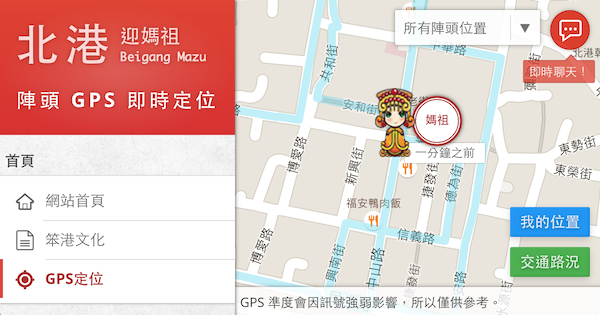 北港 迎媽祖
Beigang Mazu
陣頭 GPS 即時定位
首頁
網站首頁
笨港文化
GPS定位
所有陣頭位置
即時聊天！
媽祖
一分鐘之前
共和街
中華路
安和街
博愛路
新興街
捷發街
德為街
東勢街
東榮街
福安鴨肉飯
信義路
博愛路
興南街
中山路
我的位置
交通路況
GPS 準度會因訊號強弱影響，所以僅供參考。